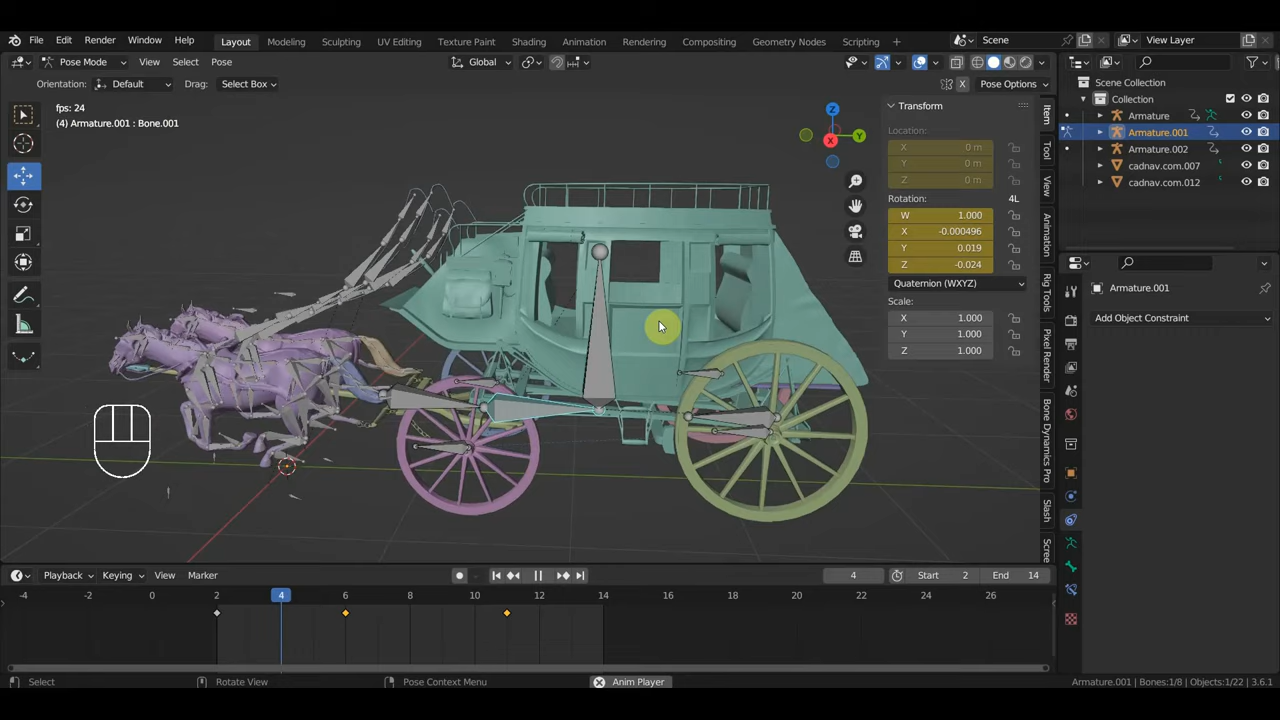 File Edit Render Window Help Layout Modeling Sculpting UV Editing Texture Paint Shading Animation Rendering Compositing Geometry Nodes Scripting + Scene View Layer
Pose Mode View Select Pose Global
Orientation: Default Drag: Select Box X Pose Options
Scene Collection
Collection
Armature
Armature.001
Armature.002
cadnav.com.007
cadnav.com.012
fps: 24
(4) Armature.001 : Bone.001
Z
Y
X
Transform
Location:
X 0 m
Y 0 m
Z 0 m
Rotation: 4L
W 1.000
X -0.000496
Y 0.019
Z -0.024
Quaternion (WXYZ)
Scale:
X 1.000
Y 1.000
Z 1.000
Item
Tool
View
Animation
Rig Tools
Pixel Render
Bone Dynamics Pro
Slash
Scree
Armature.001
Add Object Constraint
Playback Keying View Marker 4 Start 2 End 14
-4 -2 0 2 4 6 8 10 12 14 16 18 20 22 24 26
Select Rotate View Pose Context Menu Anim Player Armature.001 | Bones:1/8 | Objects:1/22 | 3.6.1